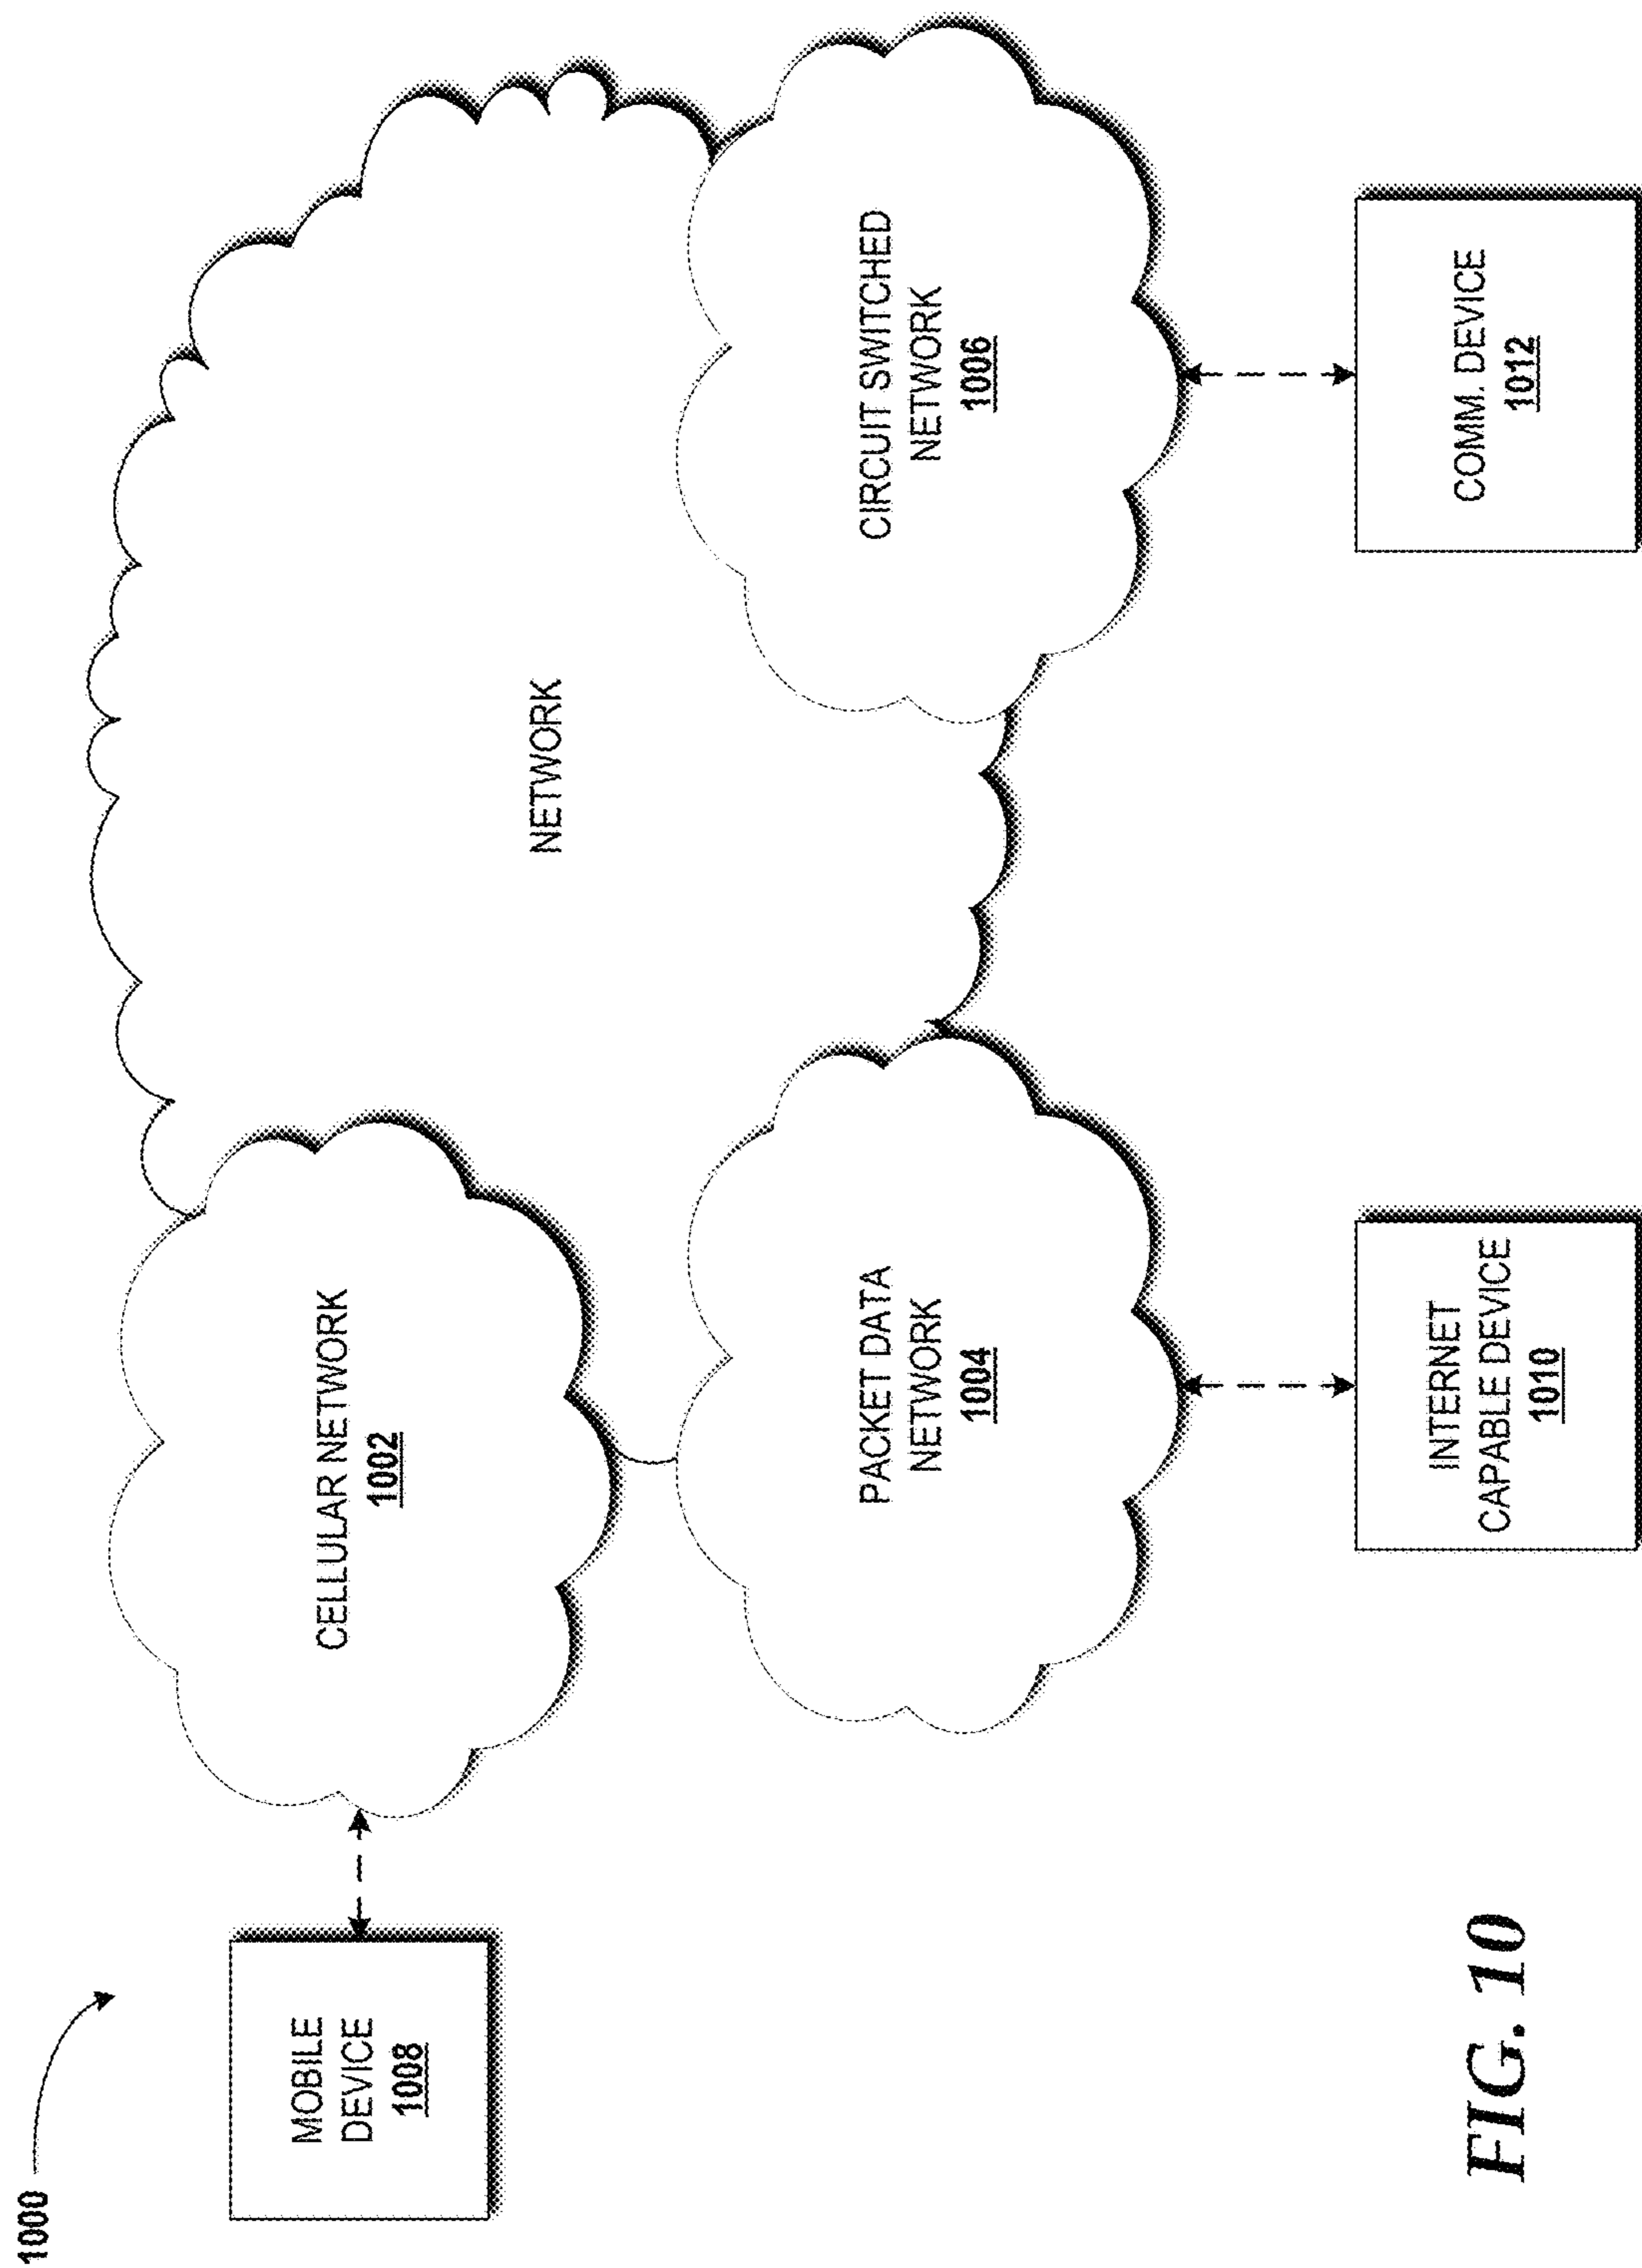 1000
MOBILE
DEVICE
1008
CELLULAR NETWORK
1002
NETWORK
PACKET DATA
NETWORK
1004
CIRCUIT SWITCHED
NETWORK
1006
INTERNET
CAPABLE DEVICE
1010
COMM. DEVICE
1012
FIG. 10